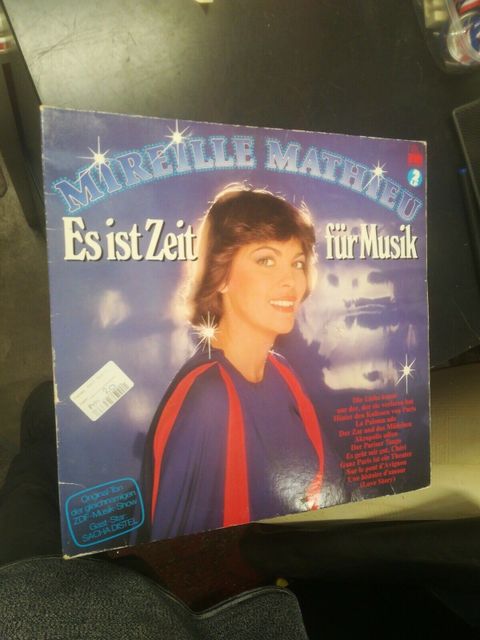 MIREILLE MATHIEU
2
Es ist Zeit für Musik
Die Liebe kennt
nur der, der sie verloren hat
Hinter den Kulissen von Paris
La Paloma ade
Der Zar und das Mädchen
Akropolis adieu
Der Pariser Tango
Es geht mir gut, Chéri
Ganz Paris ist ein Theater
Sur le pont d'Avignon
Une histoire d'amour
(Love Story)
Original-Ton
der gleichnamigen
ZDF-Musik-Show
Gast-Star
SACHA DISTEL